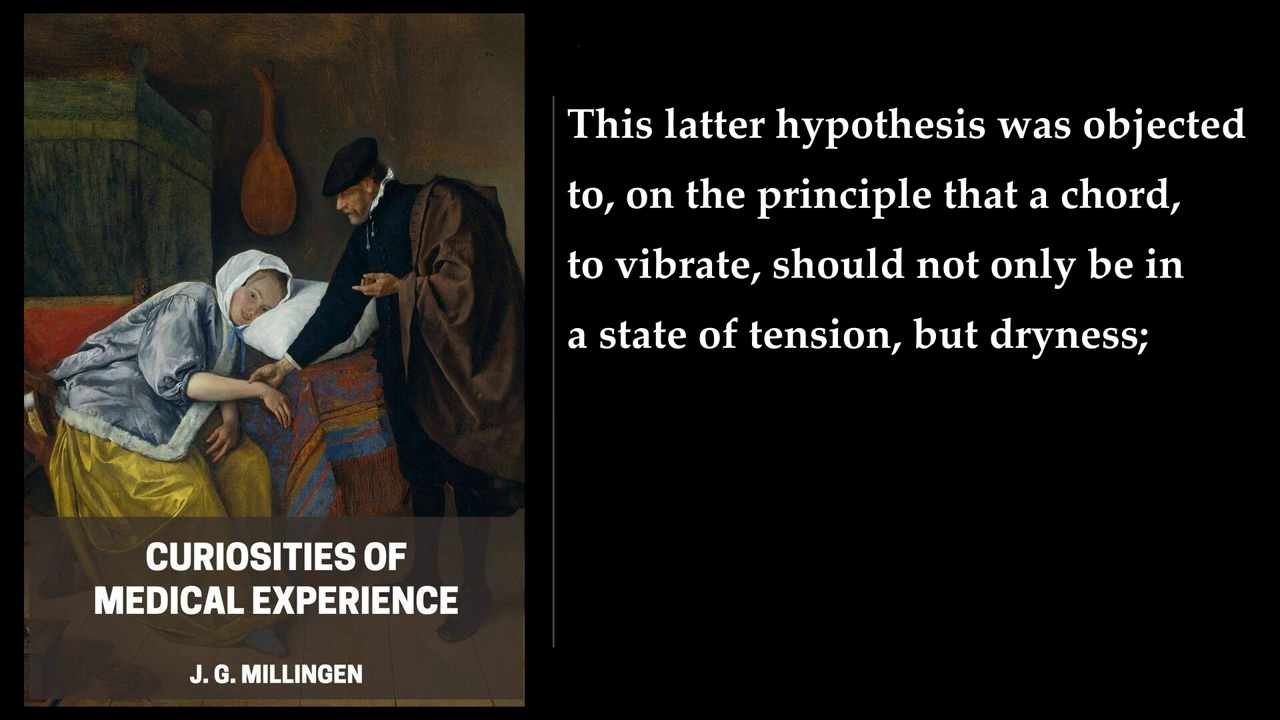 This latter hypothesis was objected
to, on the principle that a chord,
to vibrate, should not only be in
a state of tension, but dryness;
CURIOSITIES OF
MEDICAL EXPERIENCE
J. G. MILLINGEN